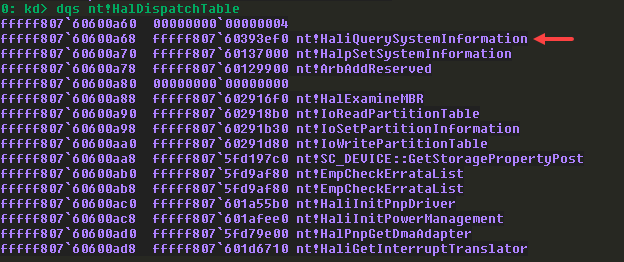 0: kd> dqs nt!HalDispatchTable
fffff807`60600a60  00000000`00000004
fffff807`60600a68  fffff807`60393ef0 nt!HaliQuerySystemInformation
fffff807`60600a70  fffff807`60137000 nt!HalpSetSystemInformation
fffff807`60600a78  fffff807`60129900 nt!ArbAddReserved
fffff807`60600a80  00000000`00000000
fffff807`60600a88  fffff807`602916f0 nt!HalExamineMBR
fffff807`60600a90  fffff807`602918b0 nt!IoReadPartitionTable
fffff807`60600a98  fffff807`60291b30 nt!IoSetPartitionInformation
fffff807`60600aa0  fffff807`60291d80 nt!IoWritePartitionTable
fffff807`60600aa8  fffff807`5fd197c0 nt!SC_DEVICE::GetStoragePropertyPost
fffff807`60600ab0  fffff807`5fd9af80 nt!EmpCheckErrataList
fffff807`60600ab8  fffff807`5fd9af80 nt!EmpCheckErrataList
fffff807`60600ac0  fffff807`601a55b0 nt!HaliInitPnpDriver
fffff807`60600ac8  fffff807`601afee0 nt!HaliInitPowerManagement
fffff807`60600ad0  fffff807`5fd79e00 nt!HalPnpGetDmaAdapter
fffff807`60600ad8  fffff807`601d6710 nt!HaliGetInterruptTranslator